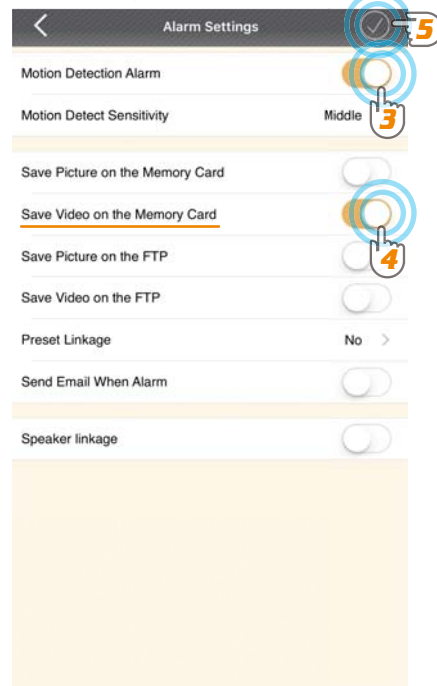 Alarm Settings
5
Motion Detection Alarm
3
Motion Detect Sensitivity Middle
Save Picture on the Memory Card
Save Video on the Memory Card
4
Save Picture on the FTP
Save Video on the FTP
Preset Linkage No
Send Email When Alarm
Speaker linkage